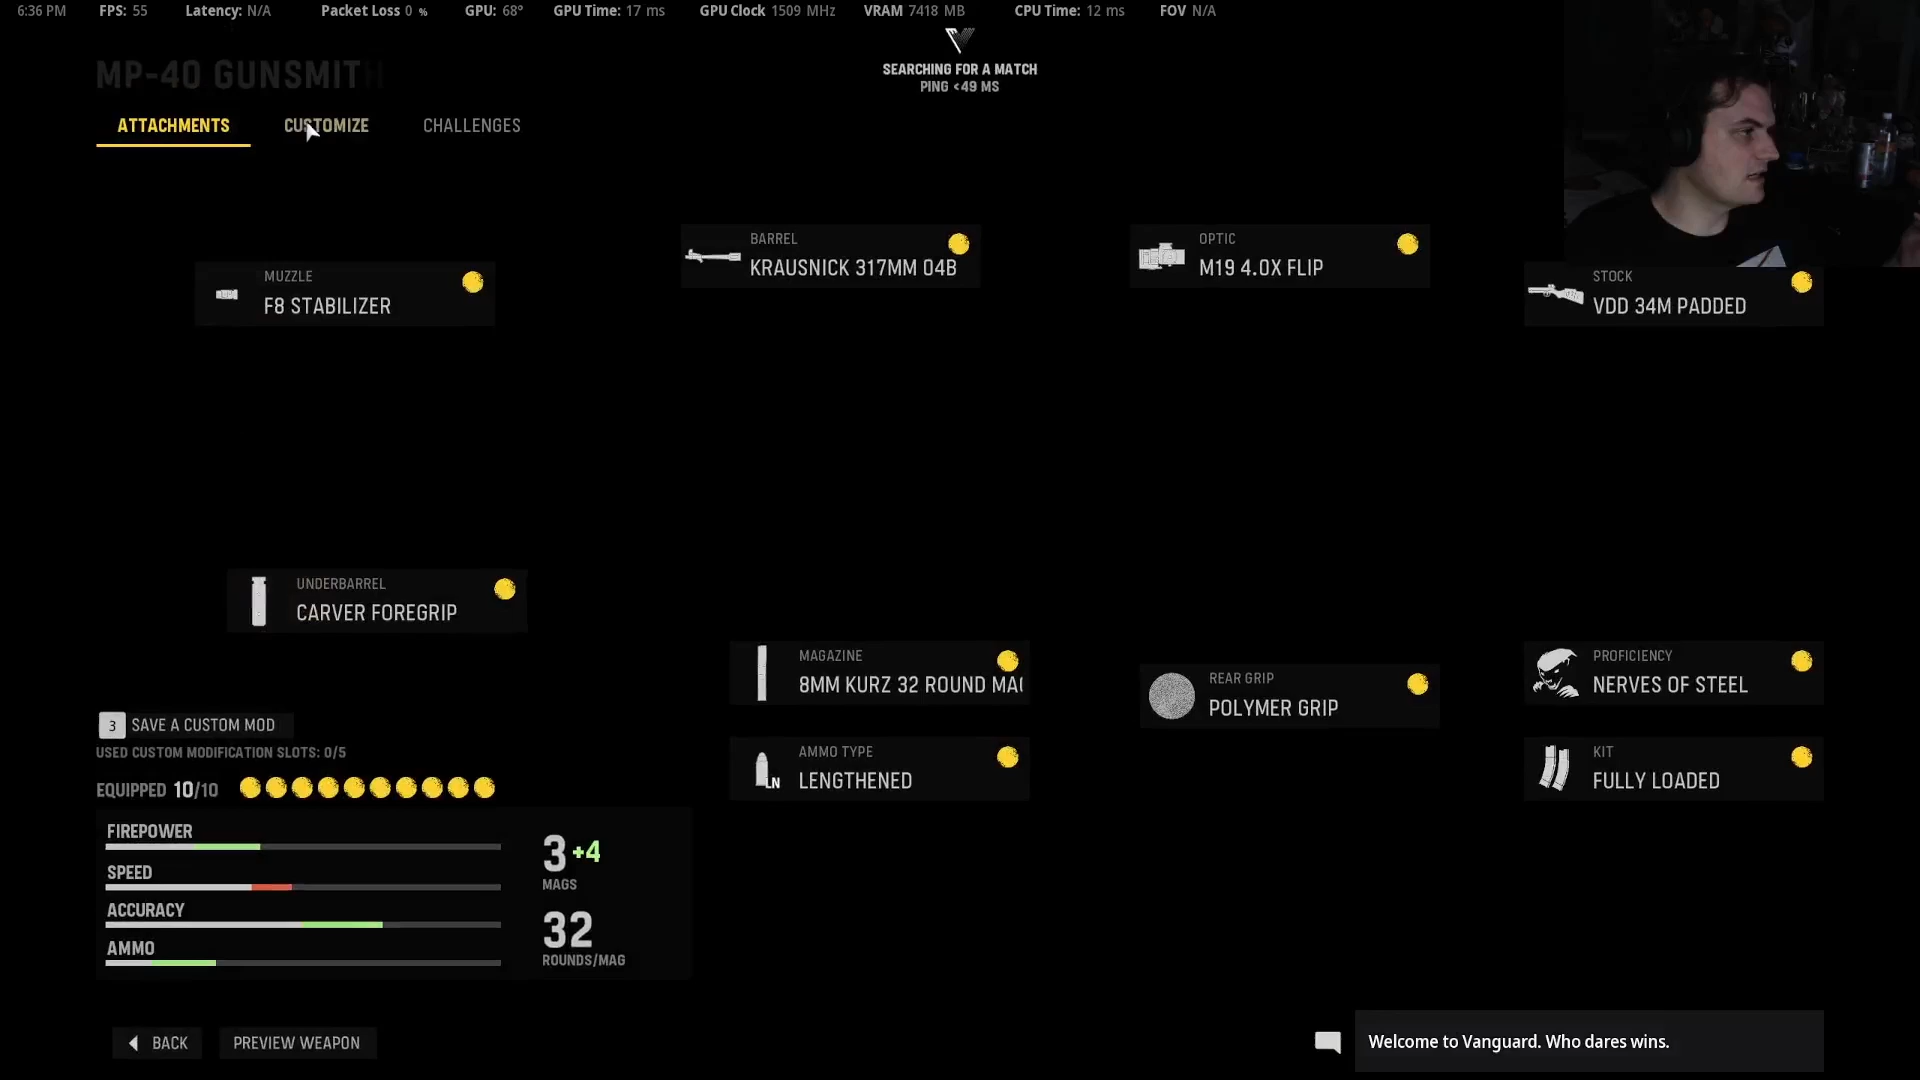 6:36 PM FPS: 55 Latency: N/A Packet Loss 0 % GPU: 68° GPU Time: 17 ms GPU Clock 1509 MHz VRAM 7418 MB CPU Time: 12 ms FOV N/A
MP-40 GUNSMITH
SEARCHING FOR A MATCH
PING <49 MS
ATTACHMENTS CUSTOMIZE CHALLENGES
BARREL
KRAUSNICK 317MM 04B
OPTIC
M19 4.0X FLIP
MUZZLE
F8 STABILIZER
STOCK
VDD 34M PADDED
UNDERBARREL
CARVER FOREGRIP
MAGAZINE
8MM KURZ 32 ROUND MAG
REAR GRIP
POLYMER GRIP
PROFICIENCY
NERVES OF STEEL
AMMO TYPE
LENGTHENED
LN
KIT
FULLY LOADED
3 SAVE A CUSTOM MOD
USED CUSTOM MODIFICATION SLOTS: 0/5
EQUIPPED 10/10
FIREPOWER
SPEED
ACCURACY
AMMO
3 +4
MAGS
32
ROUNDS/MAG
BACK PREVIEW WEAPON
Welcome to Vanguard. Who dares wins.